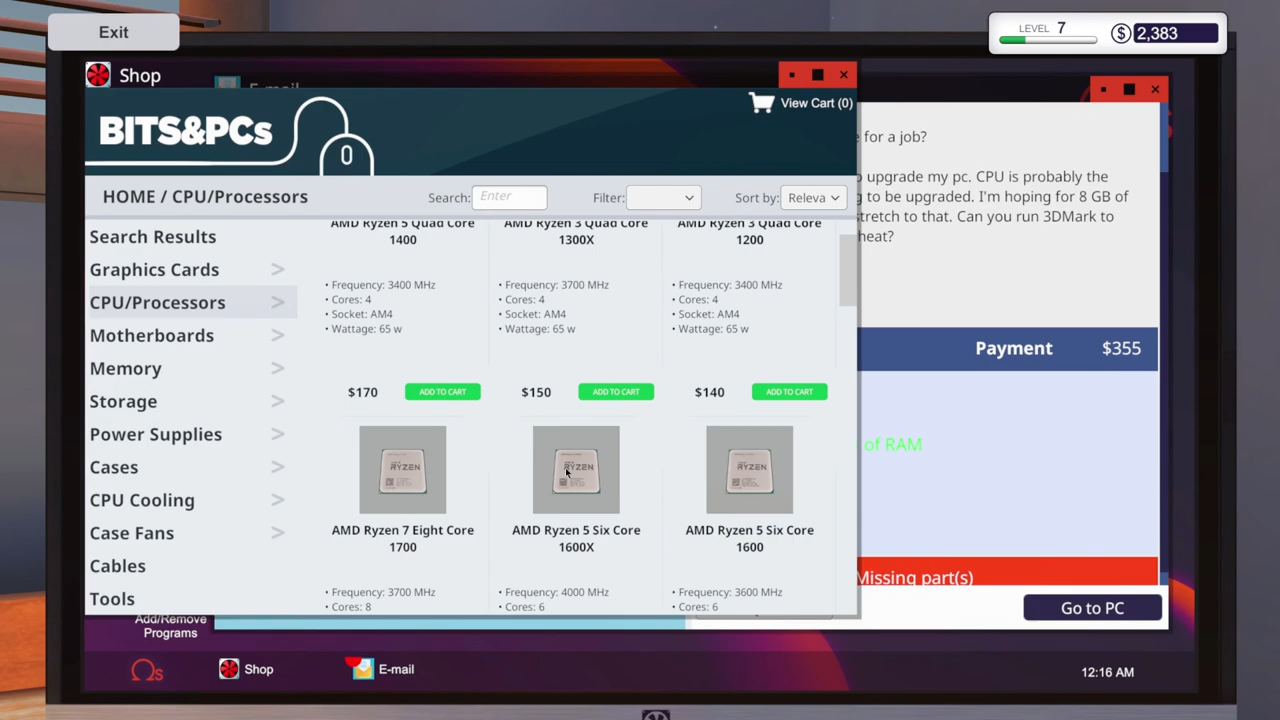 Exit
LEVEL 7
$ 2,383
Shop
E-mail
BITS&PCs
View Cart (0)
HOME / CPU/Processors
Search: Enter
Filter:
Sort by: Releva
Search Results
Graphics Cards >
CPU/Processors >
Motherboards >
Memory >
Storage >
Power Supplies >
Cases >
CPU Cooling >
Case Fans >
Cables
Tools
AMD Ryzen 5 Quad Core
1400
• Frequency: 3400 MHz
• Cores: 4
• Socket: AM4
• Wattage: 65 w
$170 ADD TO CART
AMD Ryzen 3 Quad Core
1300X
• Frequency: 3700 MHz
• Cores: 4
• Socket: AM4
• Wattage: 65 w
$150 ADD TO CART
AMD Ryzen 3 Quad Core
1200
• Frequency: 3400 MHz
• Cores: 4
• Socket: AM4
• Wattage: 65 w
$140 ADD TO CART
RYZEN
AMD Ryzen 7 Eight Core
1700
• Frequency: 3700 MHz
• Cores: 8
RYZEN
AMD Ryzen 5 Six Core
1600X
• Frequency: 4000 MHz
• Cores: 6
RYZEN
AMD Ryzen 5 Six Core
1600
• Frequency: 3600 MHz
• Cores: 6
e for a job?
upgrade my pc. CPU is probably the
g to be upgraded. I'm hoping for 8 GB of
stretch to that. Can you run 3DMark to
heat?
Payment $355
of RAM
Missing part(s)
Go to PC
Add/Remove
Programs
Ωs
Shop
E-mail
12:16 AM